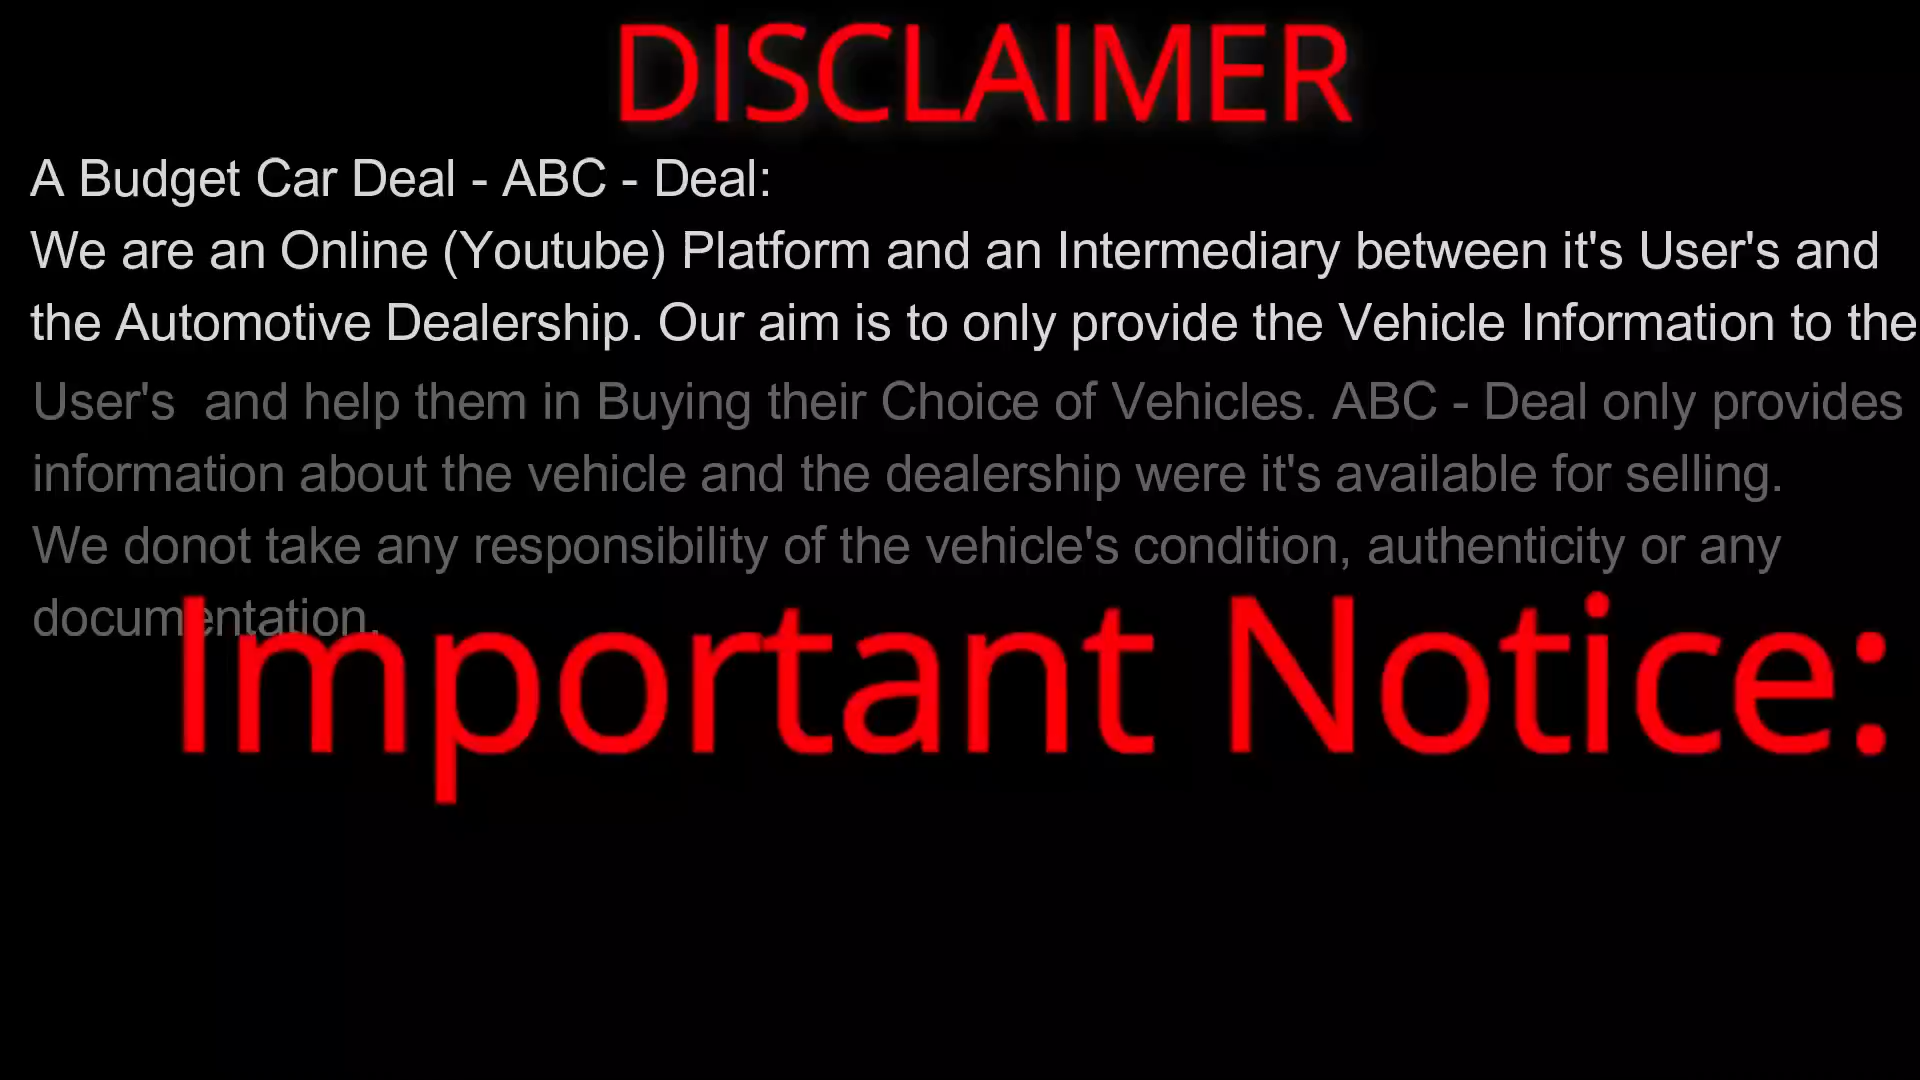 DISCLAIMER
A Budget Car Deal - ABC - Deal:
We are an Online (Youtube) Platform and an Intermediary between it's User's and
the Automotive Dealership. Our aim is to only provide the Vehicle Information to the
User's  and help them in Buying their Choice of Vehicles. ABC - Deal only provides
information about the vehicle and the dealership were it's available for selling.
We donot take any responsibility of the vehicle's condition, authenticity or any
documentation.
Important Notice: